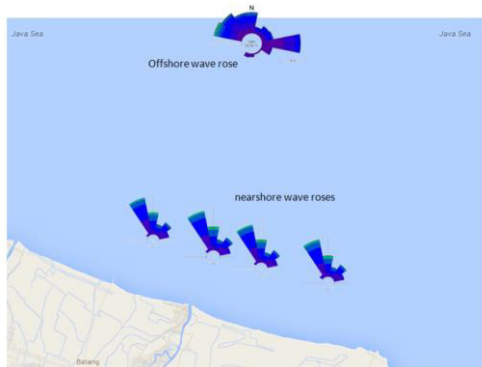 N
Java Sea
Java Sea
Offshore wave rose
nearshore wave roses
Batang